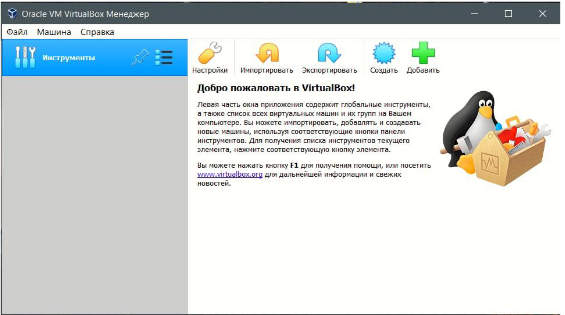 Oracle VM VirtualBox Менеджер
Файл Машина Справка
Инструменты
Настройки Импортировать Экспортировать Создать Добавить
Добро пожаловать в VirtualBox!
Левая часть окна приложения содержит глобальные инструменты,
а также список всех виртуальных машин и их групп на Вашем
компьютере. Вы можете импортировать, добавлять и создавать
новые машины, используя соответствующие кнопки панели
инструментов. Для получения списка инструментов текущего
элемента, нажмите соответствующую кнопку элемента.
Вы можете нажать кнопку F1 для получения помощи, или посетить
www.virtualbox.org для дальнейшей информации и свежих
новостей.